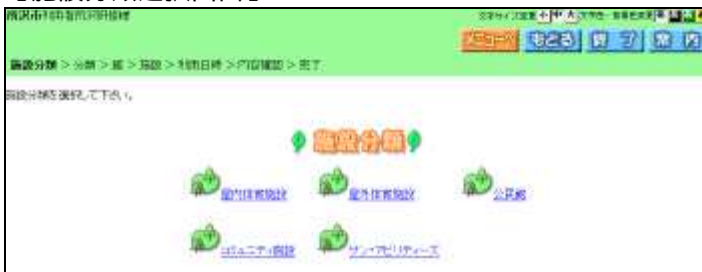 メニューへ もどる 終了 案内
施設分類 > 分類 > 館 > 施設 > 利用日時 > 内容確認 > 完了
施設分類を選択して下さい。
施設分類
屋内体育施設 屋外体育施設 公民館
コミュニティ施設 サン・アビリティーズ